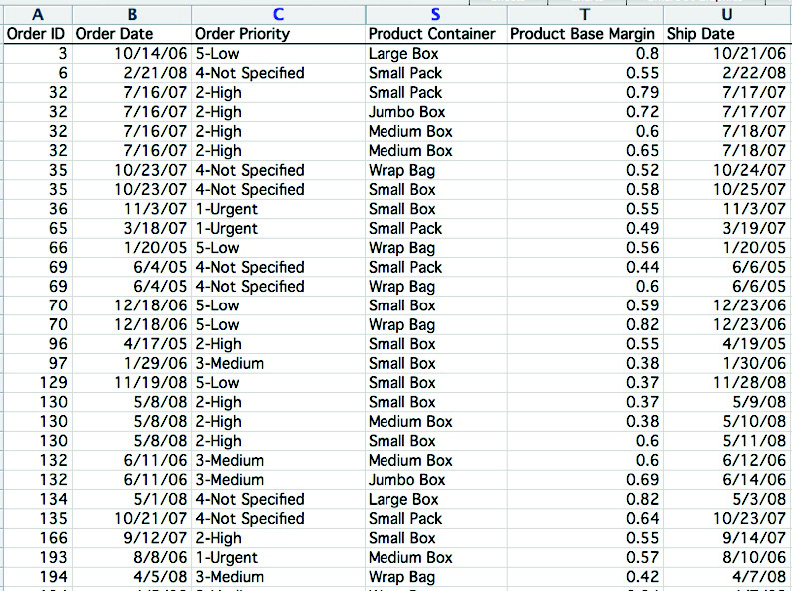 A B C S T U
Order ID Order Date Order Priority Product Container Product Base Margin Ship Date
3 10/14/06 5-Low Large Box 0.8 10/21/06
6 2/21/08 4-Not Specified Small Pack 0.55 2/22/08
32 7/16/07 2-High Small Pack 0.79 7/17/07
32 7/16/07 2-High Jumbo Box 0.72 7/17/07
32 7/16/07 2-High Medium Box 0.6 7/18/07
32 7/16/07 2-High Medium Box 0.65 7/18/07
35 10/23/07 4-Not Specified Wrap Bag 0.52 10/24/07
35 10/23/07 4-Not Specified Small Box 0.58 10/25/07
36 11/3/07 1-Urgent Small Box 0.55 11/3/07
65 3/18/07 1-Urgent Small Pack 0.49 3/19/07
66 1/20/05 5-Low Wrap Bag 0.56 1/20/05
69 6/4/05 4-Not Specified Small Pack 0.44 6/6/05
69 6/4/05 4-Not Specified Wrap Bag 0.6 6/6/05
70 12/18/06 5-Low Small Box 0.59 12/23/06
70 12/18/06 5-Low Wrap Bag 0.82 12/23/06
96 4/17/05 2-High Small Box 0.55 4/19/05
97 1/29/06 3-Medium Small Box 0.38 1/30/06
129 11/19/08 5-Low Small Box 0.37 11/28/08
130 5/8/08 2-High Small Box 0.37 5/9/08
130 5/8/08 2-High Medium Box 0.38 5/10/08
130 5/8/08 2-High Small Box 0.6 5/11/08
132 6/11/06 3-Medium Medium Box 0.6 6/12/06
132 6/11/06 3-Medium Jumbo Box 0.69 6/14/06
134 5/1/08 4-Not Specified Large Box 0.82 5/3/08
135 10/21/07 4-Not Specified Small Pack 0.64 10/23/07
166 9/12/07 2-High Small Box 0.55 9/14/07
193 8/8/06 1-Urgent Medium Box 0.57 8/10/06
194 4/5/08 3-Medium Wrap Bag 0.42 4/7/08